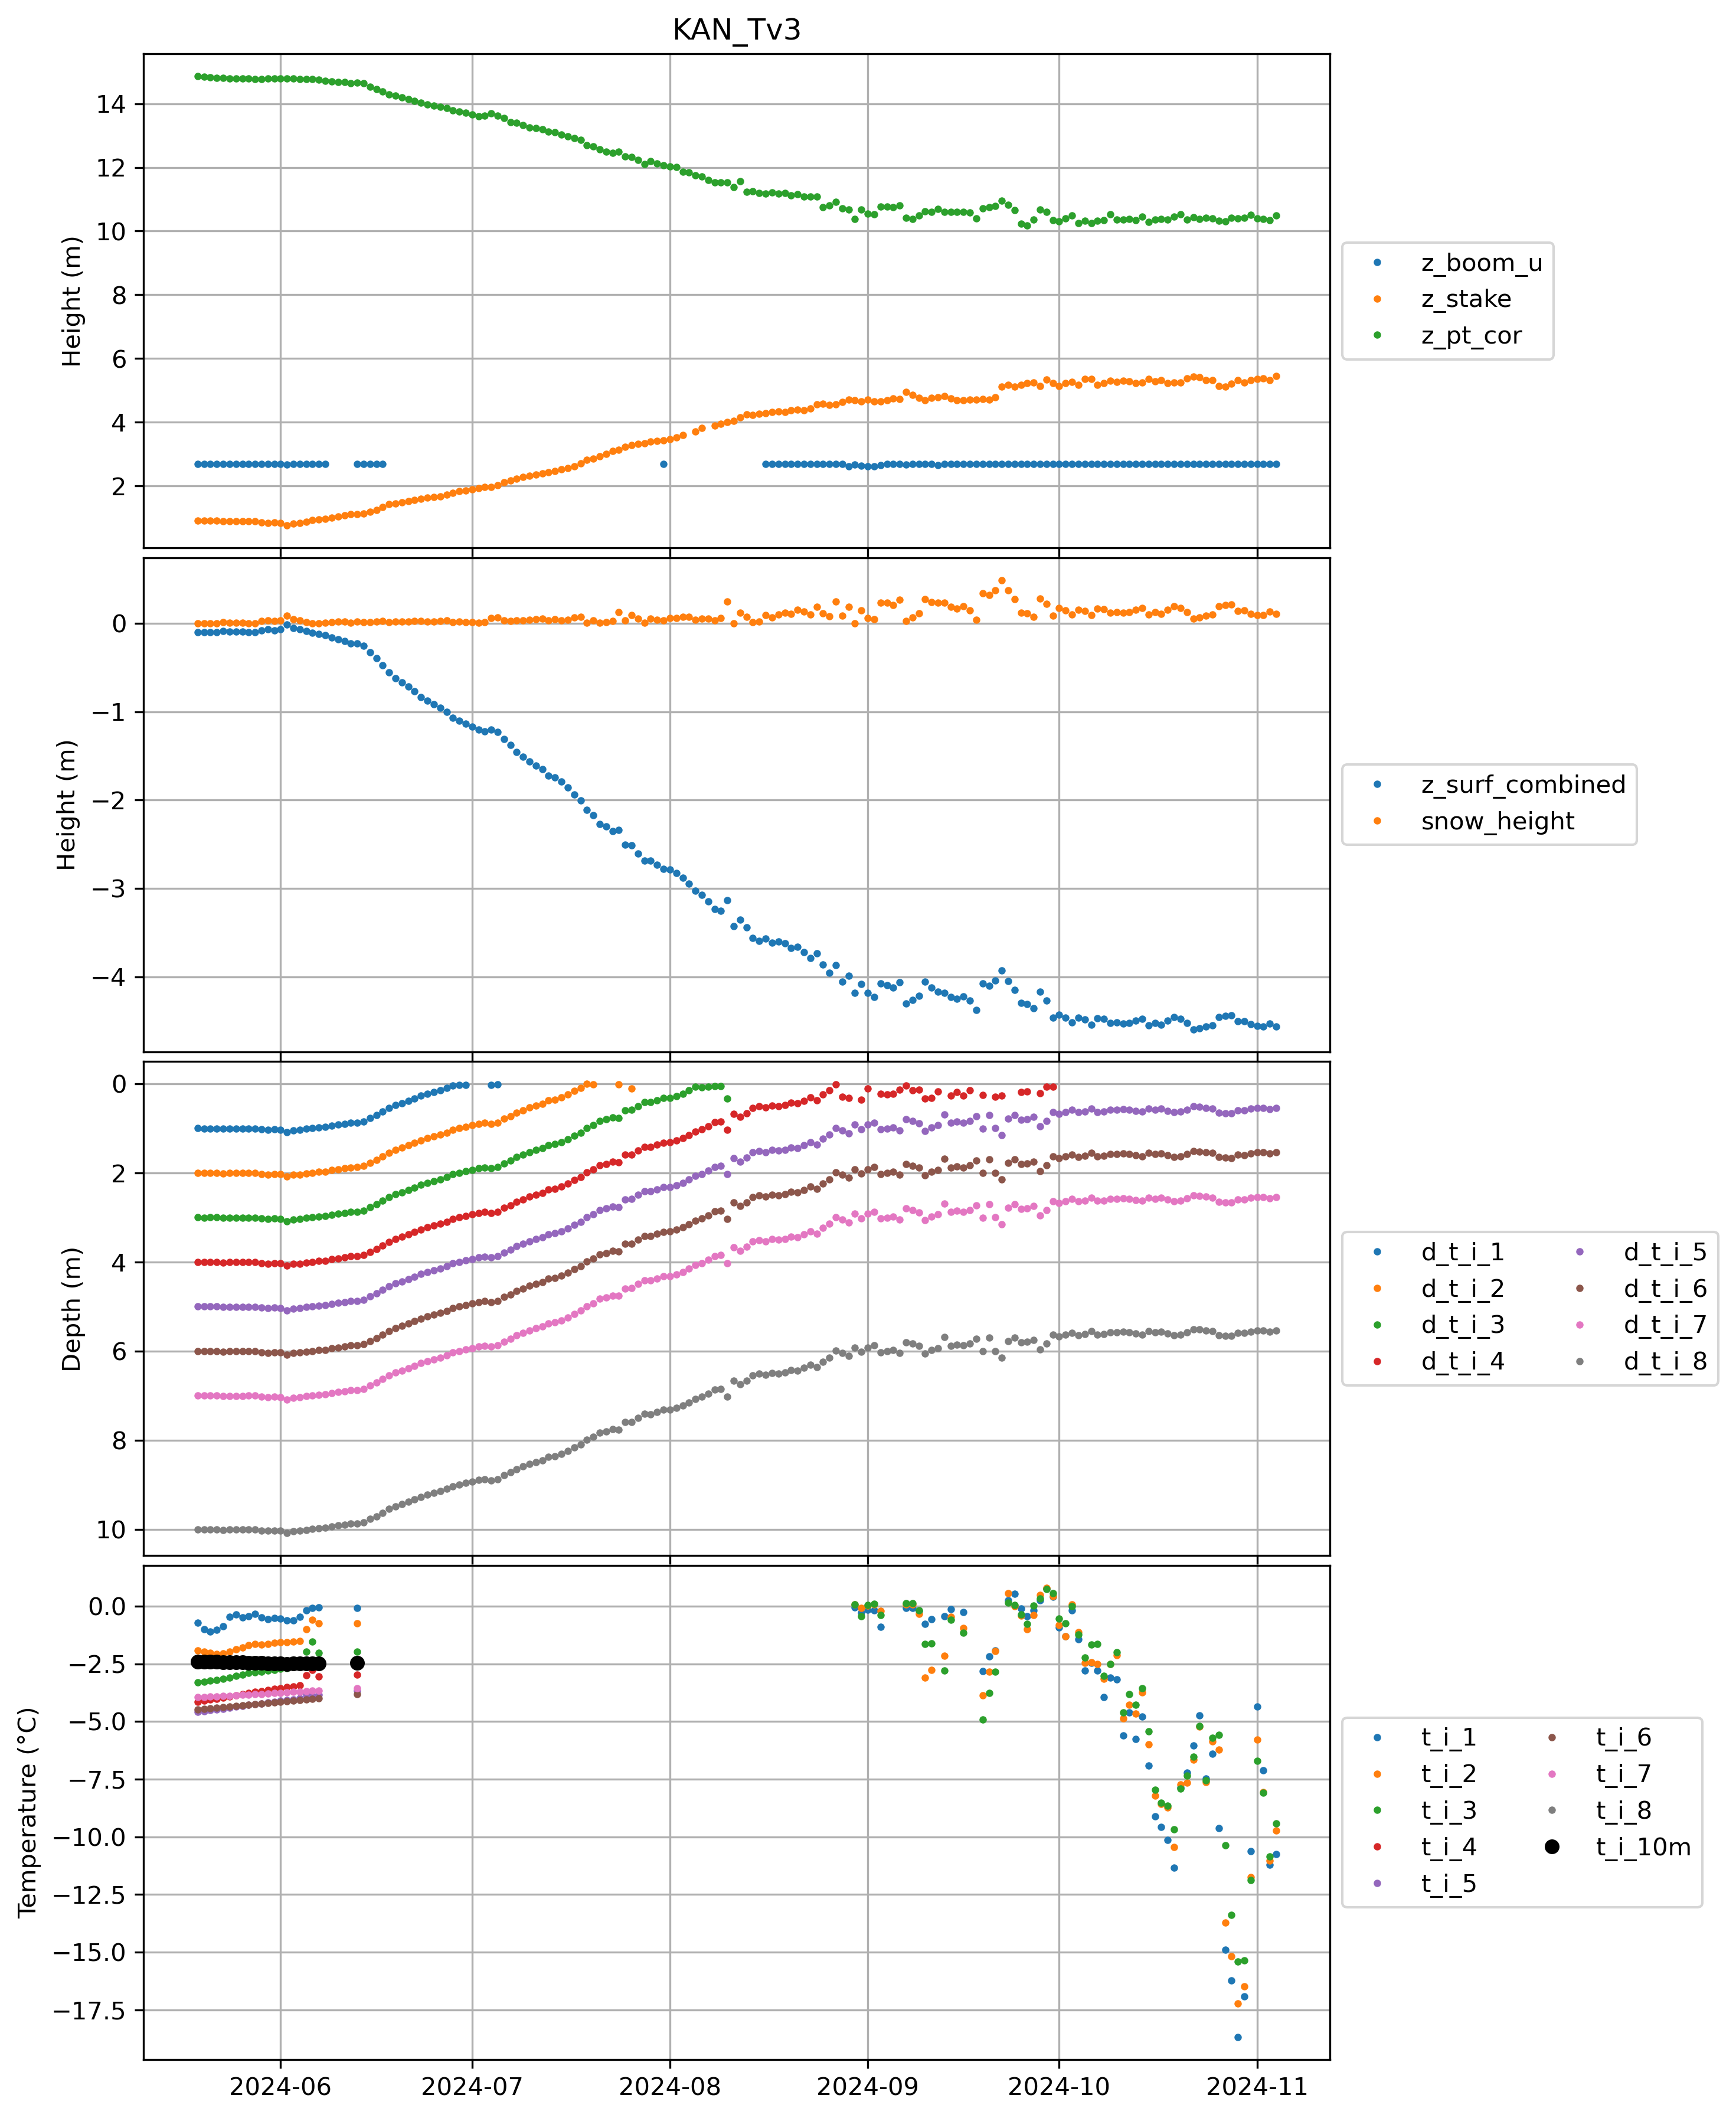 KAN_Tv3
14
12
10
8
6
4
2
Height (m)
z_boom_u
z_stake
z_pt_cor
0
−1
−2
−3
−4
Height (m)
z_surf_combined
snow_height
0
2
4
6
8
10
Depth (m)
d_t_i_1
d_t_i_2
d_t_i_3
d_t_i_4
d_t_i_5
d_t_i_6
d_t_i_7
d_t_i_8
0.0
−2.5
−5.0
−7.5
−10.0
−12.5
−15.0
−17.5
Temperature (°C)
t_i_1
t_i_2
t_i_3
t_i_4
t_i_5
t_i_6
t_i_7
t_i_8
t_i_10m
2024-06
2024-07
2024-08
2024-09
2024-10
2024-11